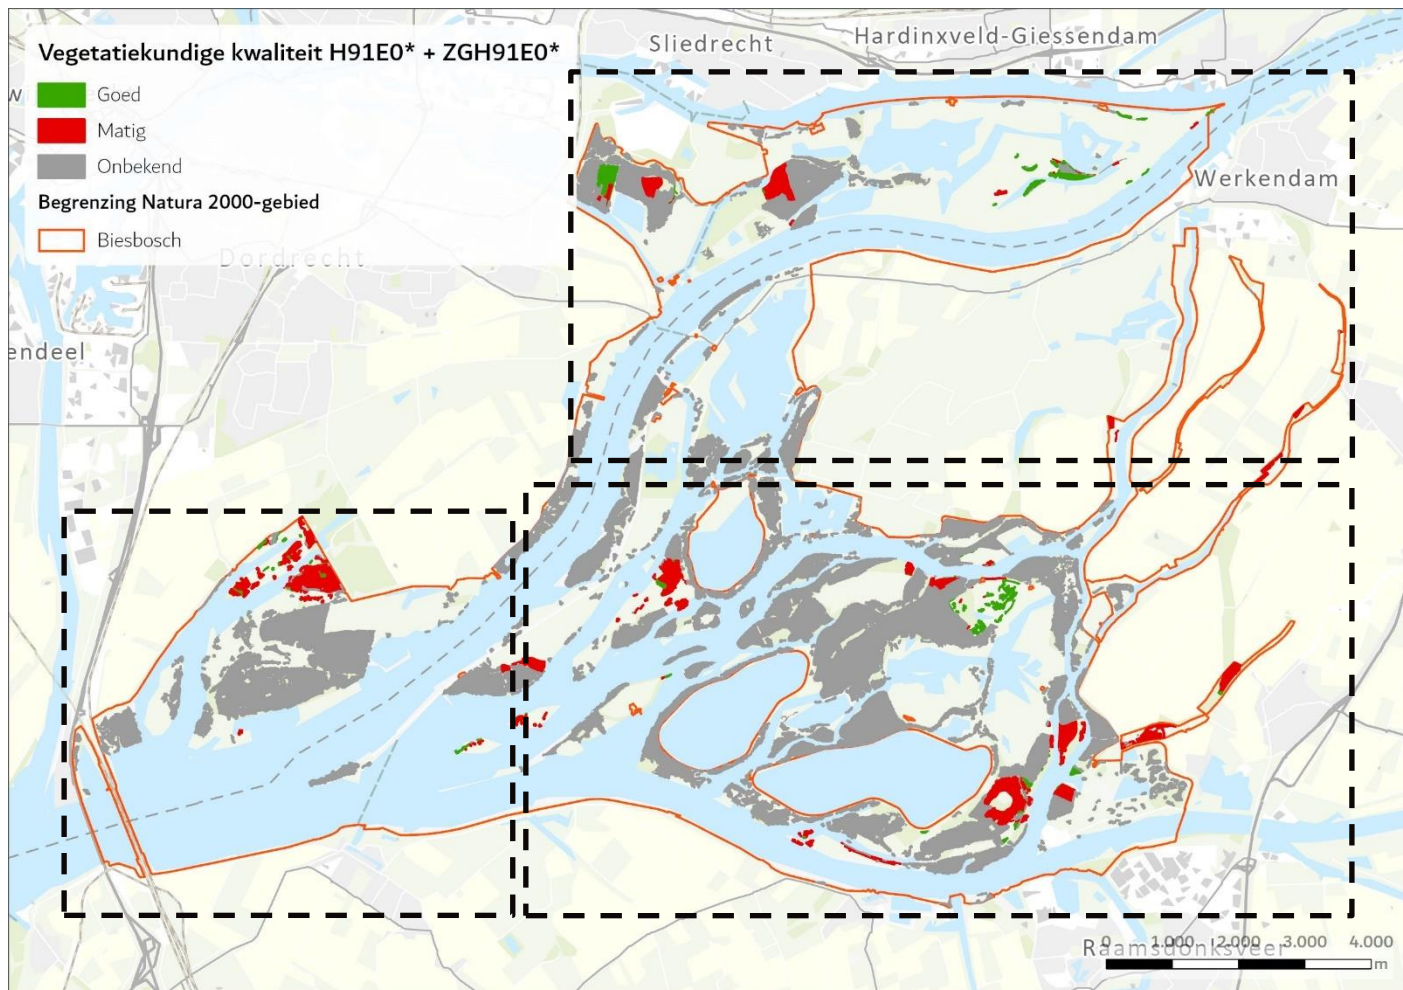 Vegetatiekundige kwaliteit H91E0* + ZGH91E0*
Goed
Matig
Onbekend
Begrenzing Natura 2000-gebied
Biesbosch
Sliedrecht
Hardinxveld-Giessendam
Werkendam
Dordrecht
endeel
Raamsdonksveer
0 1.000 2.000 3.000 4.000
m